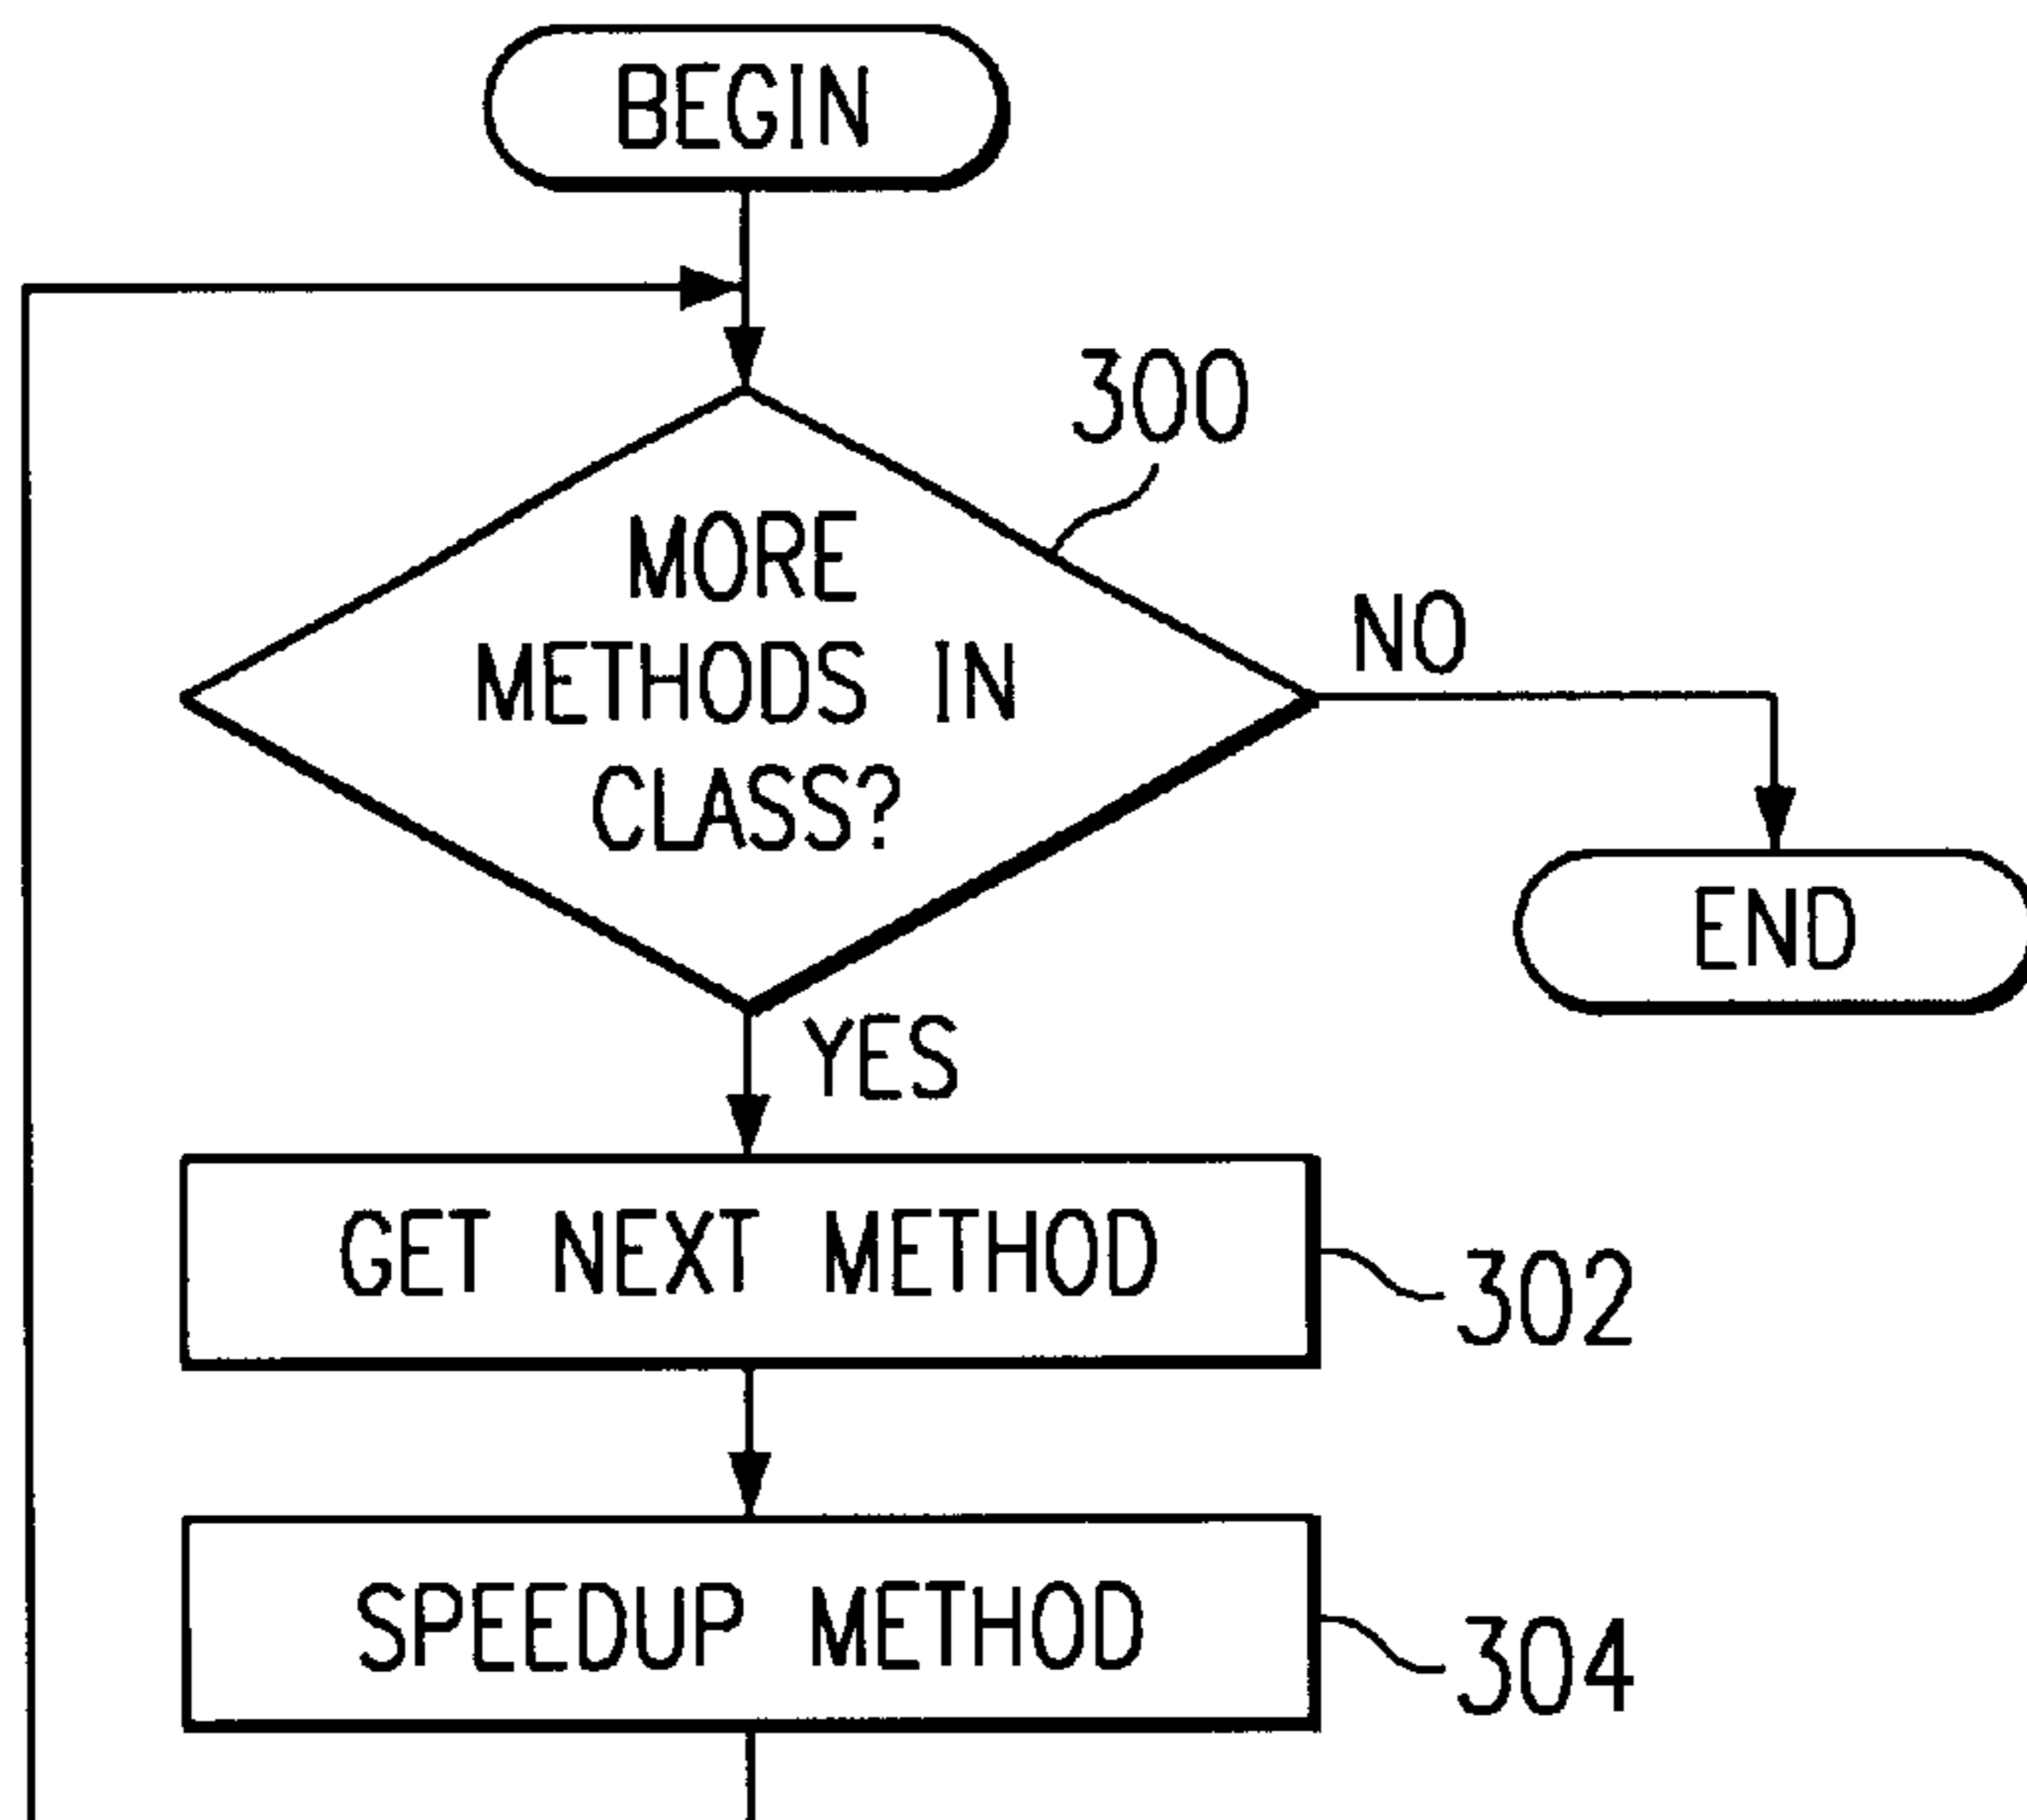 BEGIN
300
MORE
METHODS IN
CLASS?
NO
END
YES
GET NEXT METHOD
302
SPEEDUP METHOD
304